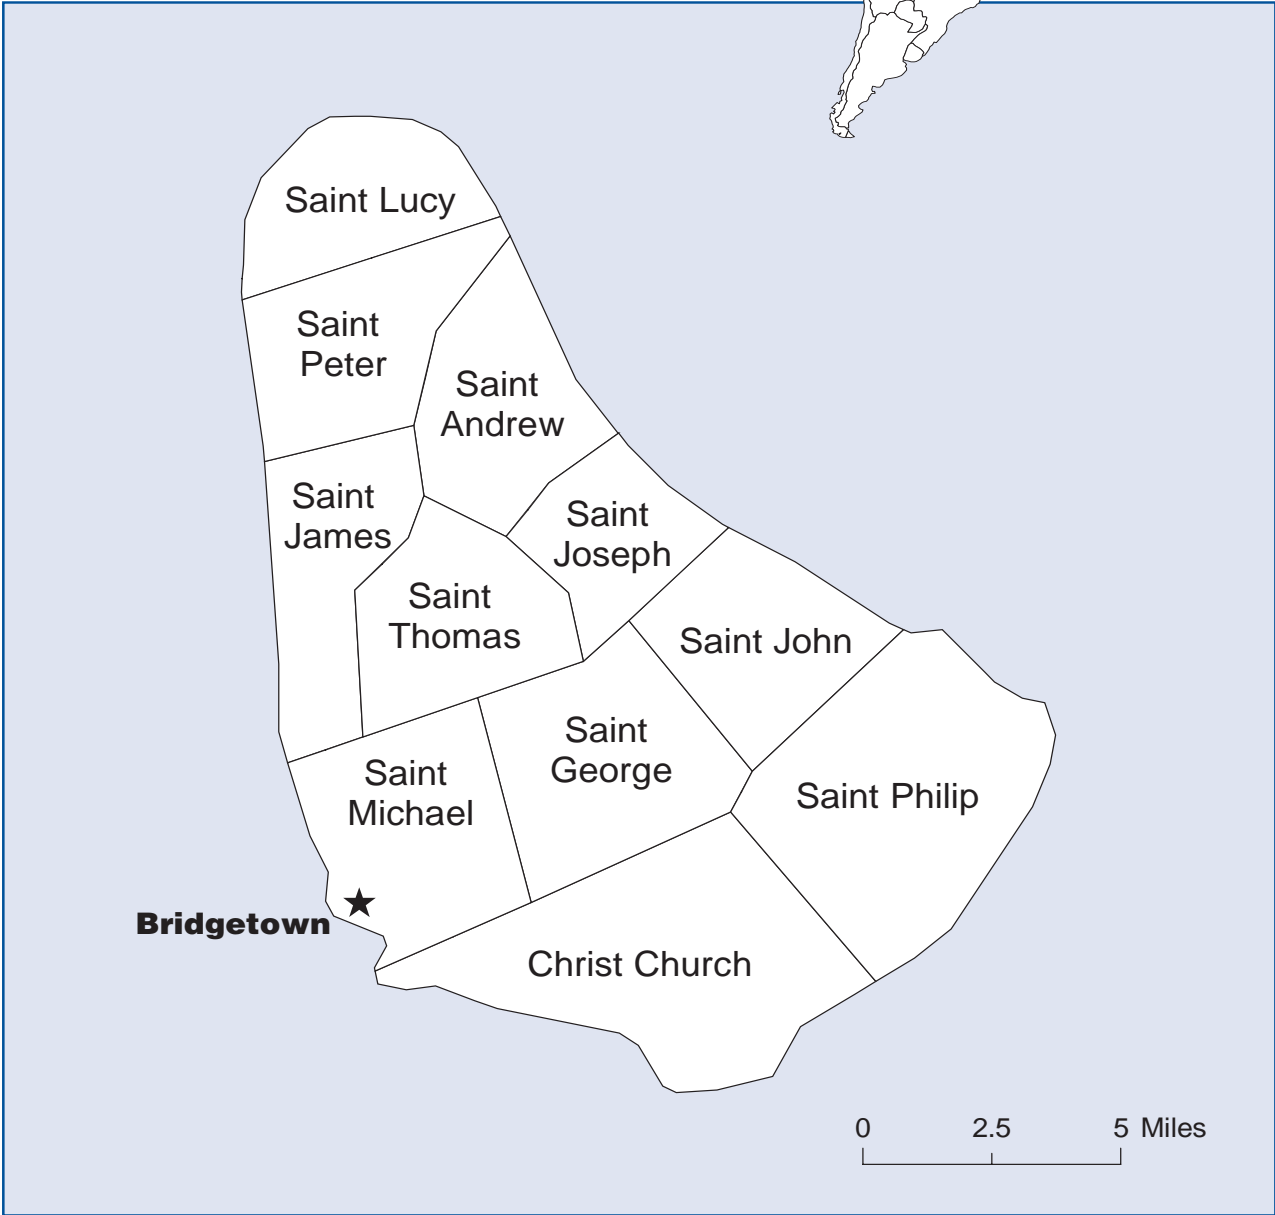 Saint Lucy
Saint
Peter
Saint
Andrew
Saint
James
Saint
Joseph
Saint
Thomas
Saint John
Saint
George
Saint
Michael
Saint Philip
Bridgetown
Christ Church
0 2.5 5 Miles